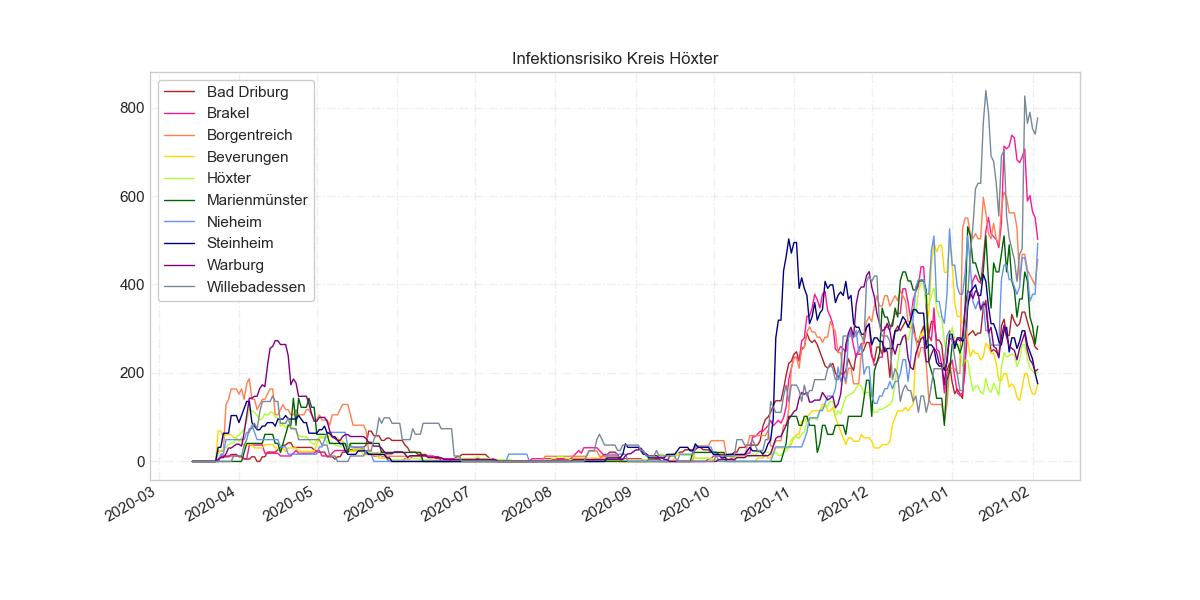 Infektionsrisiko Kreis Höxter
800
600
400
200
0
Bad Driburg
Brakel
Borgentreich
Beverungen
Höxter
Marienmünster
Nieheim
Steinheim
Warburg
Willebadessen
2020-03
2020-04
2020-05
2020-06
2020-07
2020-08
2020-09
2020-10
2020-11
2020-12
2021-01
2021-02